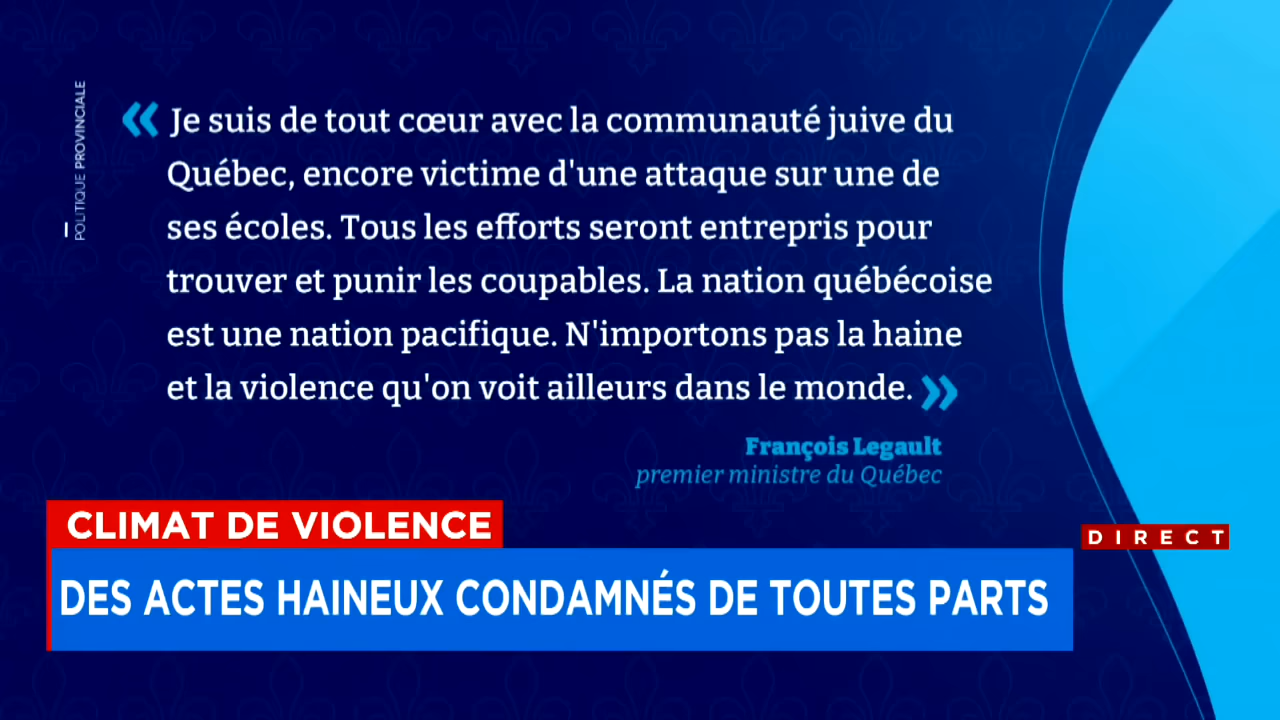 POLITIQUE PROVINCIALE
« Je suis de tout cœur avec la communauté juive du
Québec, encore victime d'une attaque sur une de
ses écoles. Tous les efforts seront entrepris pour
trouver et punir les coupables. La nation québécoise
est une nation pacifique. N'importons pas la haine
et la violence qu'on voit ailleurs dans le monde. »
François Legault
premier ministre du Québec
CLIMAT DE VIOLENCE
DIRECT
DES ACTES HAINEUX CONDAMNÉS DE TOUTES PARTS